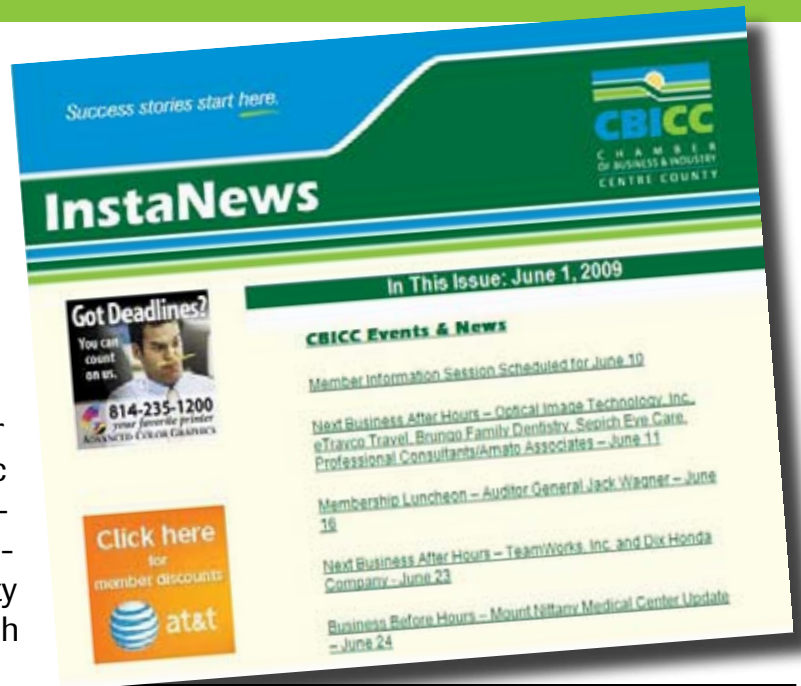 Success stories start here.
CBICC
CHAMBER
OF BUSINESS & INDUSTRY
CENTRE COUNTY
InstaNews
In This Issue: June 1, 2009
Got Deadlines?
You can
count
on us.
814-235-1200
your favorite printer
ADVANCED COLOR GRAPHICS
Click here
for
member discounts
at&t
CBICC Events & News
Member Information Session Scheduled for June 10
Next Business After Hours – Optical Image Technology, Inc.,
eTravco Travel, Brungo Family Dentistry, Sepich Eye Care,
Professional Consultants/Amato Associates – June 11
Membership Luncheon – Auditor General Jack Wagner – June
16
Next Business After Hours – TeamWorks, Inc. and Dix Honda
Company - June 23
Business Before Hours – Mount Nittany Medical Center Update
– June 24